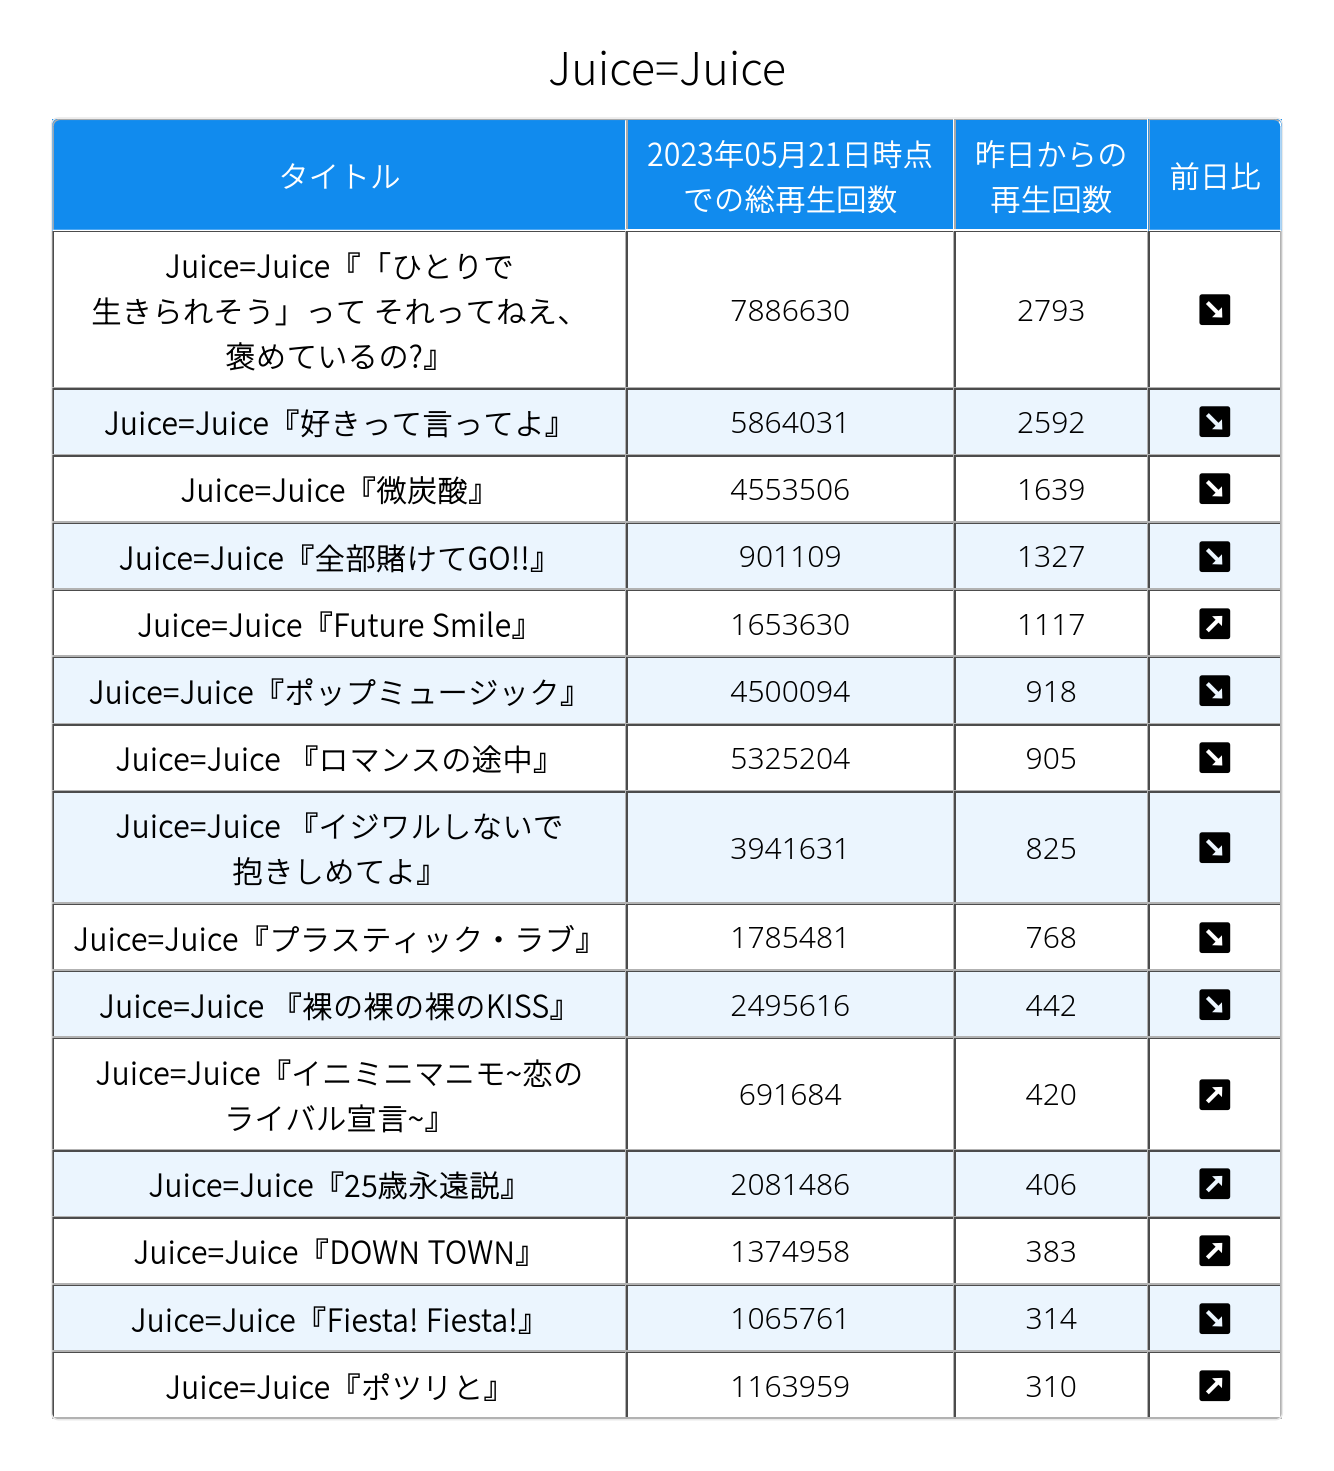 Juice=Juice
タイトル
2023年05月21日時点
での総再生回数
昨日からの
再生回数
前日比
Juice=Juice『「ひとりで
生きられそう」って それってねえ、
褒めているの?』
7886630
2793
Juice=Juice『好きって言ってよ』
5864031
2592
Juice=Juice『微炭酸』
4553506
1639
Juice=Juice『全部賭けてGO!!』
901109
1327
Juice=Juice『Future Smile』
1653630
1117
Juice=Juice『ポップミュージック』
4500094
918
Juice=Juice 『ロマンスの途中』
5325204
905
Juice=Juice 『イジワルしないで
抱きしめてよ』
3941631
825
Juice=Juice『プラスティック・ラブ』
1785481
768
Juice=Juice 『裸の裸の裸のKISS』
2495616
442
Juice=Juice『イニミニマニモ~恋の
ライバル宣言~』
691684
420
Juice=Juice『25歳永遠説』
2081486
406
Juice=Juice『DOWN TOWN』
1374958
383
Juice=Juice『Fiesta! Fiesta!』
1065761
314
Juice=Juice『ポツリと』
1163959
310